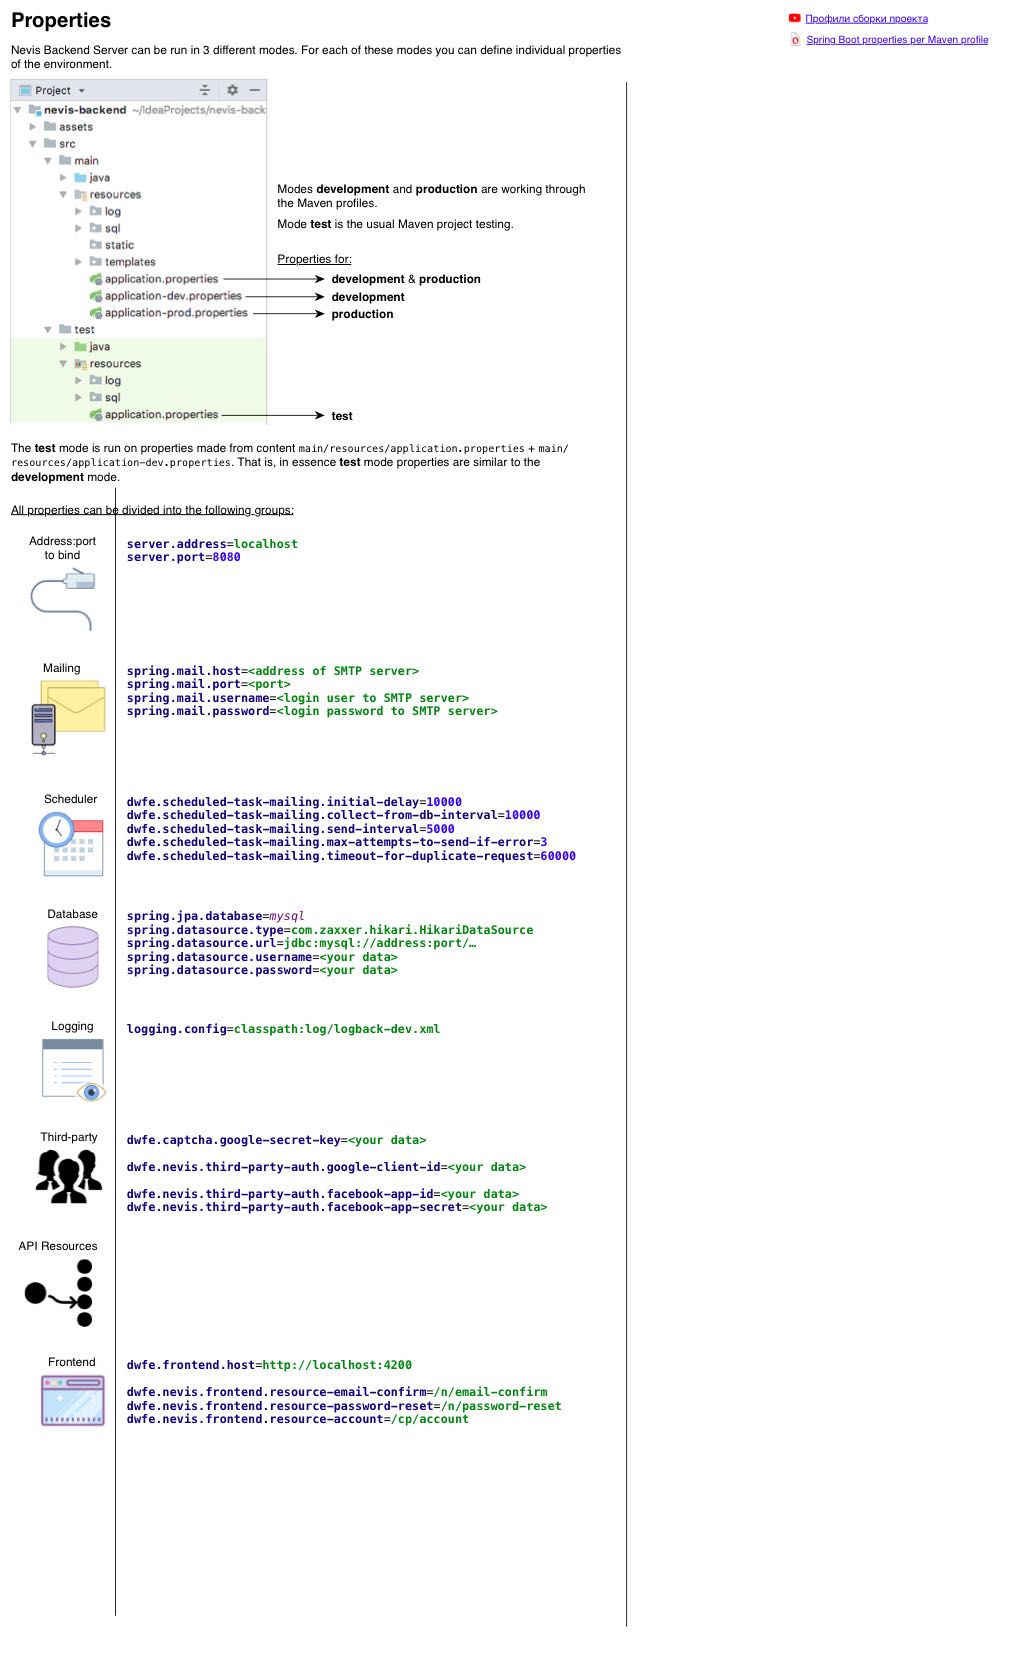 Properties
Профили сборки проекта
Spring Boot properties per Maven profile
Nevis Backend Server can be run in 3 different modes. For each of these modes you can define individual properties
of the environment.
Project
nevis-backend ~/IdeaProjects/nevis-back
assets
src
main
java
resources
log
sql
static
templates
application.properties
application-dev.properties
application-prod.properties
test
java
resources
log
sql
application.properties
Modes development and production are working through
the Maven profiles.
Mode test is the usual Maven project testing.
Properties for:
development & production
development
production
test
The test mode is run on properties made from content main/resources/application.properties + main/
resources/application-dev.properties. That is, in essence test mode properties are similar to the
development mode.
All properties can be divided into the following groups:
Address:port
to bind
server.address=localhost
server.port=8080
Mailing
spring.mail.host=<address of SMTP server>
spring.mail.port=<port>
spring.mail.username=<login user to SMTP server>
spring.mail.password=<login password to SMTP server>
Scheduler
dwfe.scheduled-task-mailing.initial-delay=10000
dwfe.scheduled-task-mailing.collect-from-db-interval=10000
dwfe.scheduled-task-mailing.send-interval=5000
dwfe.scheduled-task-mailing.max-attempts-to-send-if-error=3
dwfe.scheduled-task-mailing.timeout-for-duplicate-request=60000
Database
spring.jpa.database=mysql
spring.datasource.type=com.zaxxer.hikari.HikariDataSource
spring.datasource.url=jdbc:mysql://address:port/…
spring.datasource.username=<your data>
spring.datasource.password=<your data>
Logging
logging.config=classpath:log/logback-dev.xml
Third-party
dwfe.captcha.google-secret-key=<your data>
dwfe.nevis.third-party-auth.google-client-id=<your data>
dwfe.nevis.third-party-auth.facebook-app-id=<your data>
dwfe.nevis.third-party-auth.facebook-app-secret=<your data>
API Resources
Frontend
dwfe.frontend.host=http://localhost:4200
dwfe.nevis.frontend.resource-email-confirm=/n/email-confirm
dwfe.nevis.frontend.resource-password-reset=/n/password-reset
dwfe.nevis.frontend.resource-account=/cp/account